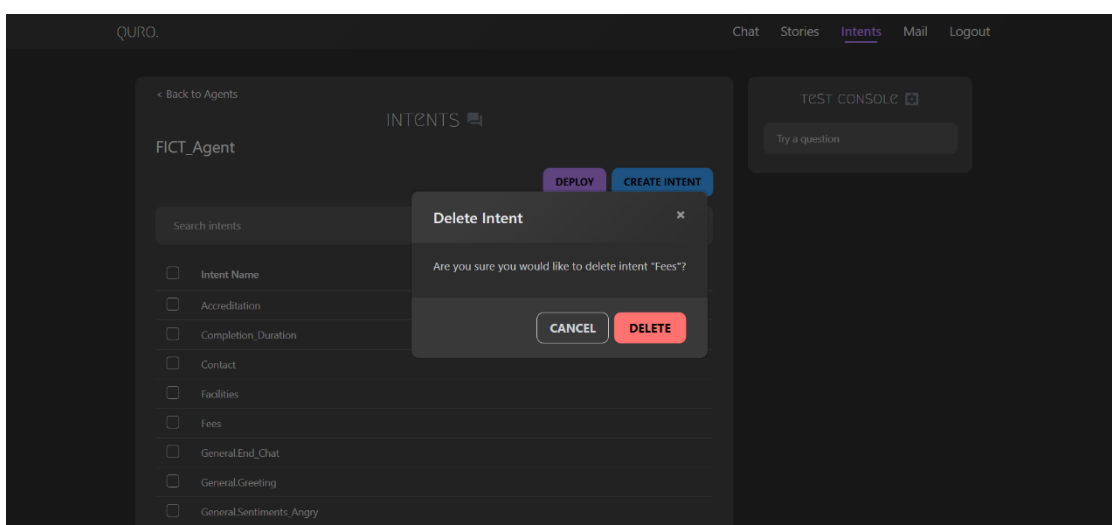 QURO.
Chat Stories Intents Mail Logout
< Back to Agents
INTENTS
FICT_Agent
DEPLOY CREATE INTENT
Search intents
Intent Name
Accreditation
Completion_Duration
Contact
Facilities
Fees
General.End_Chat
General.Greeting
General.Sentiments_Angry
Delete Intent ×
Are you sure you would like to delete intent "Fees"?
CANCEL DELETE
TEST CONSOLE
Try a question